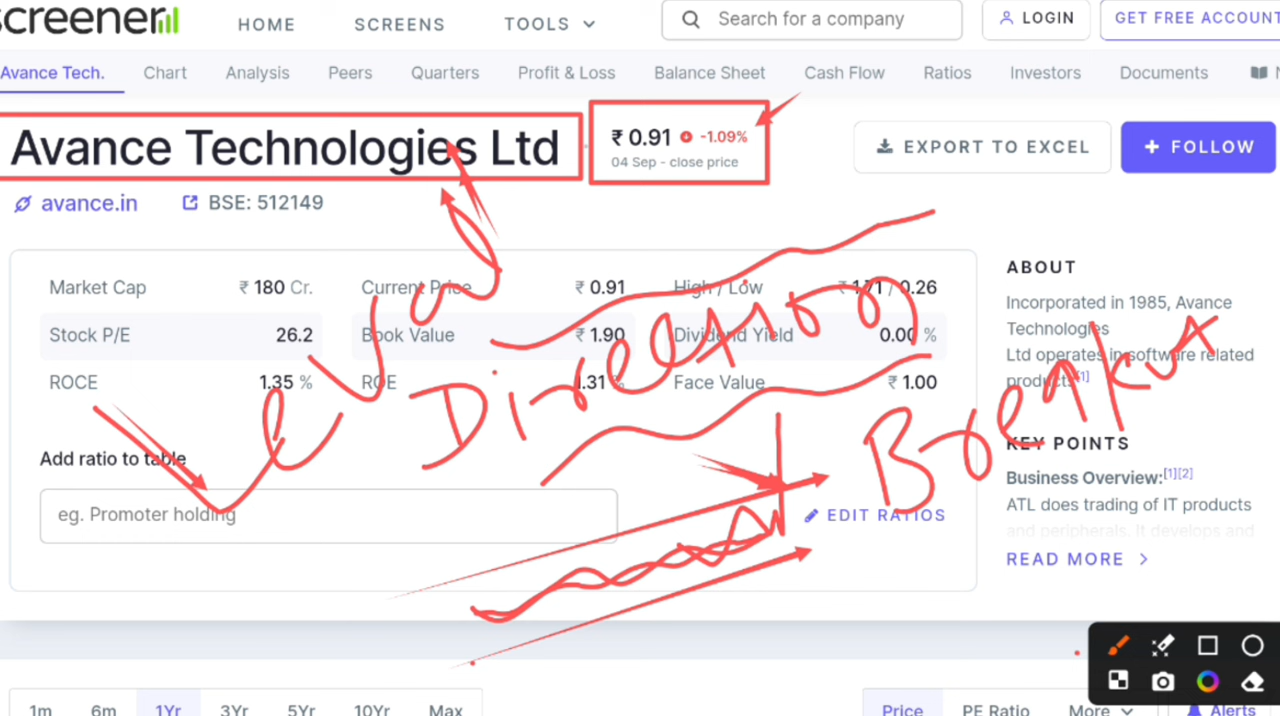 screener
HOME SCREENS TOOLS Search for a company LOGIN GET FREE ACCOUNT
Avance Tech. Chart Analysis Peers Quarters Profit & Loss Balance Sheet Cash Flow Ratios Investors Documents
Avance Technologies Ltd ₹ 0.91 -1.09%
04 Sep - close price
EXPORT TO EXCEL + FOLLOW
avance.in BSE: 512149
Market Cap ₹ 180 Cr. Current Price ₹ 0.91 High / Low ₹ 1.71 / 0.26
Stock P/E 26.2 Book Value ₹ 1.90 Dividend Yield 0.00 %
ROCE 1.35 % ROE 1.31 % Face Value ₹ 1.00
Add ratio to table
eg. Promoter holding
EDIT RATIOS
ABOUT
Incorporated in 1985, Avance
Technologies
Ltd operates in software related
products[1]
KEY POINTS
Business Overview:[1][2]
ATL does trading of IT products
and peripherals. It develops and
READ MORE
Direction
Breakut
1m 6m 1Yr 3Yr 5Yr 10Yr Max Price PE Ratio More Alerts